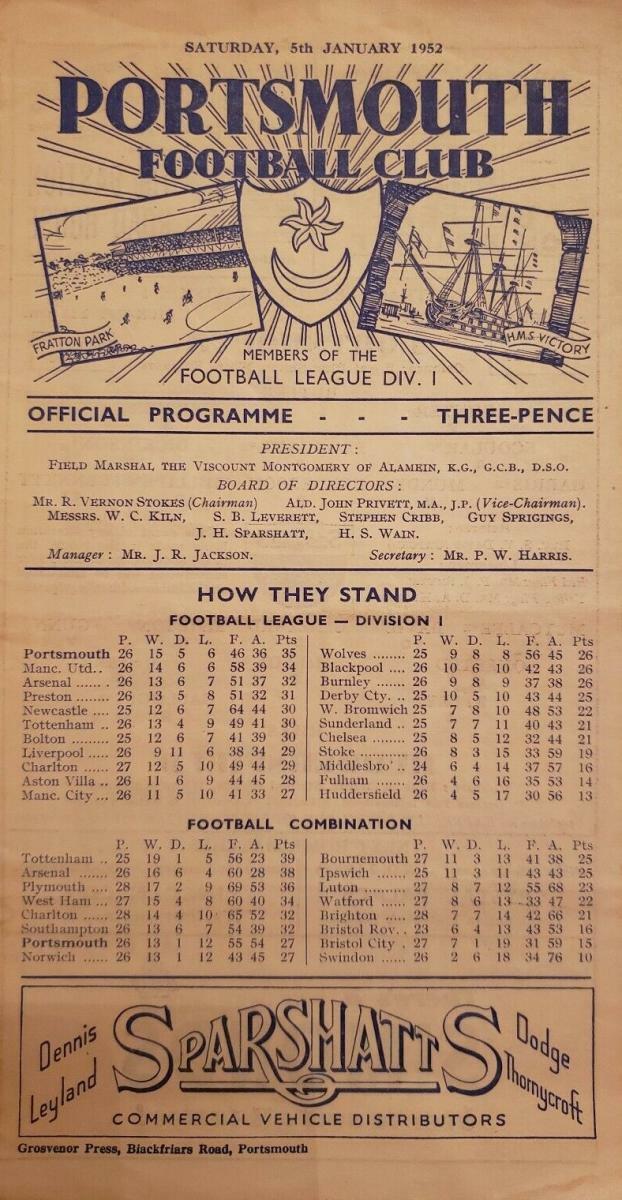 SATURDAY, 5th JANUARY 1952
PORTSMOUTH
FOOTBALL CLUB
FRATTON PARK
H.M.S. VICTORY
MEMBERS OF THE
FOOTBALL LEAGUE DIV. I
OFFICIAL PROGRAMME - - - THREE-PENCE
PRESIDENT :
FIELD MARSHAL THE VISCOUNT MONTGOMERY OF ALAMEIN, K.G., G.C.B., D.S.O.
BOARD OF DIRECTORS :
MR. R. VERNON STOKES (Chairman) ALD. JOHN PRIVETT, M.A., J.P. (Vice-Chairman).
MESSRS. W. C. KILN, S. B. LEVERETT, STEPHEN CRIBB, GUY SPRIGINGS,
J. H. SPARSHATT, H. S. WAIN.
Manager : MR. J. R. JACKSON. Secretary : MR. P. W. HARRIS.
HOW THEY STAND
FOOTBALL LEAGUE — DIVISION I
P. W. D. L. F. A. Pts
Portsmouth 26 15 5 6 46 36 35
Manc. Utd.. 26 14 6 6 58 39 34
Arsenal ...... . 26 13 6 7 51 37 32
Preston ........ 26 13 5 8 51 32 31
Newcastle .... 25 12 6 7 64 44 30
Tottenham .. 26 13 4 9 49 41 30
Bolton ......... 25 12 6 7 41 39 30
Liverpool ..... 26 9 11 6 38 34 29
Charlton ...... 27 12 5 10 49 44 29
Aston Villa .. 26 11 6 9 44 45 28
Manc. City ... 26 11 5 10 41 33 27
P. W. D. L. F. A. Pts
Wolves ........ 25 9 8 8 56 45 26
Blackpool .... 26 10 6 10 42 43 26
Burnley ....... 26 9 8 9 37 38 26
Derby Cty. .. 25 10 5 10 43 44 25
W. Bromwich 25 7 8 10 48 53 22
Sunderland .. 25 7 7 11 40 43 21
Chelsea ....... 25 8 5 12 32 44 21
Stoke .......... 26 8 3 15 33 59 19
Middlesbro' .. 24 6 4 14 37 57 16
Fulham ....... 26 4 6 16 35 53 14
Huddersfield 26 4 5 17 30 56 13
FOOTBALL COMBINATION
P. W. D. L. F. A. Pts
Tottenham .. 25 19 1 5 56 23 39
Arsenal ....... 26 16 6 4 60 28 38
Plymouth .... 28 17 2 9 69 53 36
West Ham ... 27 15 4 8 60 40 34
Charlton ...... 28 14 4 10 65 52 32
Southampton 26 13 6 7 54 39 32
Portsmouth 26 13 1 12 55 54 27
Norwich ...... 26 13 1 12 43 45 27
P. W. D. L. F. A. Pts
Bournemouth 27 11 3 13 41 38 25
Ipswich ....... 25 11 3 11 43 43 25
Luton .......... 27 8 7 12 55 68 23
Watford ...... 27 8 6 13 33 47 22
Brighton ..... 28 7 7 14 42 66 21
Bristol Rov. . 23 6 4 13 43 53 16
Bristol City . 27 7 1 19 31 59 15
Swindon ...... 26 2 6 18 34 76 10
Dennis
Leyland
SPARSHATTS
Dodge
Thornycroft
COMMERCIAL VEHICLE DISTRIBUTORS
Grosvenor Press, Blackfriars Road, Portsmouth